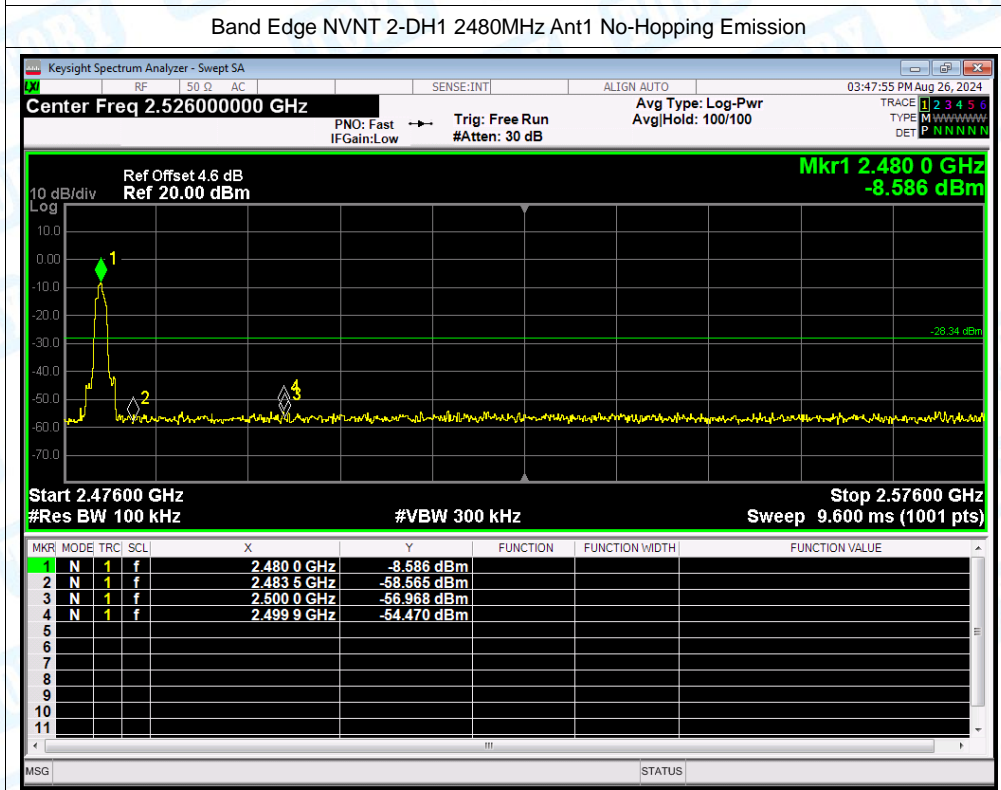 Band Edge NVNT 2-DH1 2480MHz Ant1 No-Hopping Emission
Keysight Spectrum Analyzer - Swept SA
LXI RF 50 Ω AC SENSE:INT ALIGN AUTO 03:47:55 PM Aug 26, 2024
Center Freq 2.526000000 GHz
PNO: Fast
IFGain:Low
Trig: Free Run
#Atten: 30 dB
Avg Type: Log-Pwr
Avg|Hold: 100/100
TRACE 1 2 3 4 5 6
TYPE M W W W W W
DET P N N N N N
Mkr1 2.480 0 GHz
-8.586 dBm
Ref Offset 4.6 dB
10 dB/div Ref 20.00 dBm
Log
10.0
0.00
-10.0
-20.0
-30.0
-40.0
-50.0
-60.0
-70.0
1
-28.34 dBm
2
4
3
Start 2.47600 GHz Stop 2.57600 GHz
#Res BW 100 kHz #VBW 300 kHz Sweep 9.600 ms (1001 pts)
MKR MODE TRC SCL X Y FUNCTION FUNCTION WIDTH FUNCTION VALUE
1 N 1 f 2.480 0 GHz -8.586 dBm
2 N 1 f 2.483 5 GHz -58.565 dBm
3 N 1 f 2.500 0 GHz -56.968 dBm
4 N 1 f 2.499 9 GHz -54.470 dBm
5
6
7
8
9
10
11
MSG STATUS